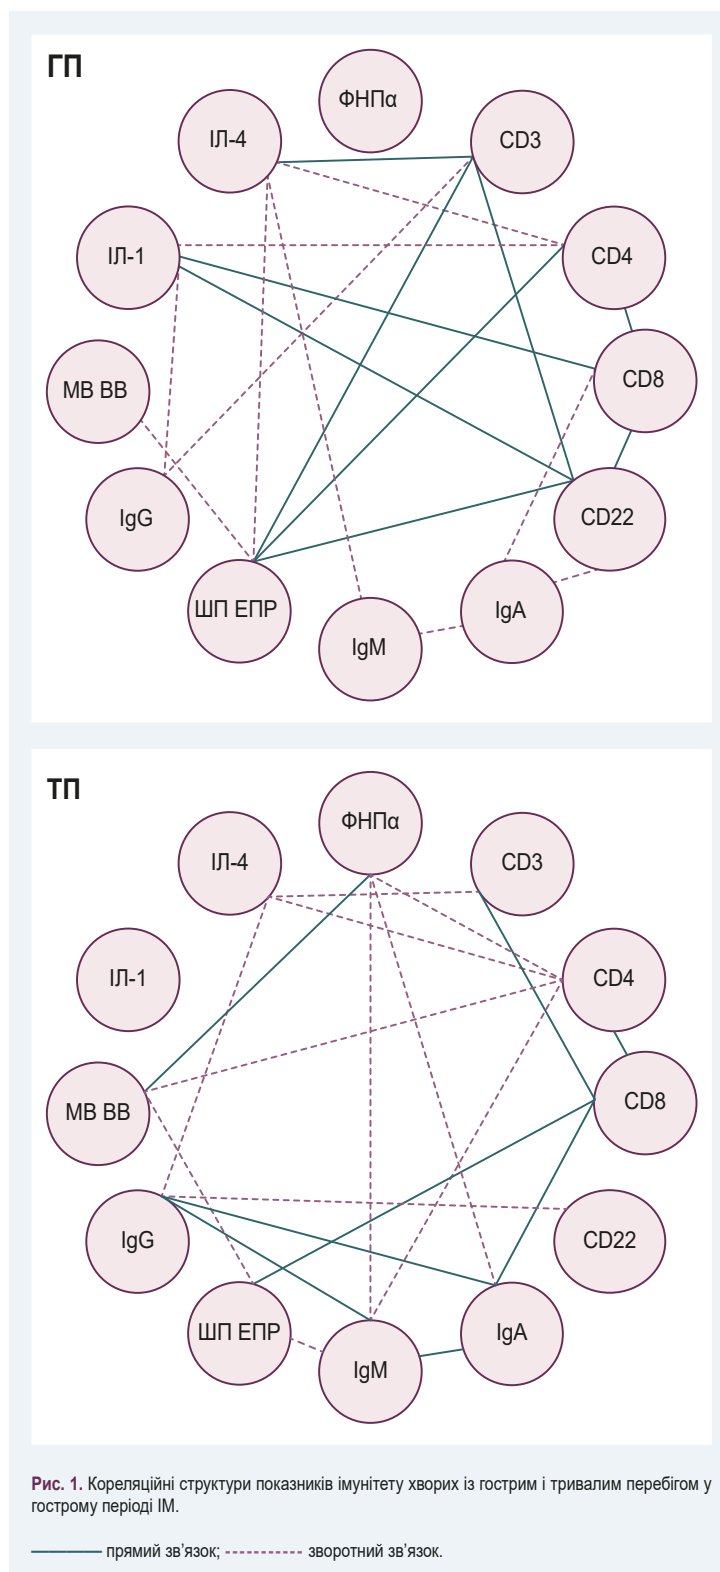 ГП
ФНПα
ІЛ-4
CD3
ІЛ-1
CD4
МВ ВВ
CD8
IgG
CD22
ШП ЕПР
IgA
IgM
ТП
ФНПα
ІЛ-4
CD3
ІЛ-1
CD4
МВ ВВ
CD8
IgG
CD22
ШП ЕПР
IgA
IgM
Рис. 1. Кореляційні структури показників імунітету хворих із гострим і тривалим перебігом у
гострому періоді ІМ.
прямий зв'язок; зворотний зв'язок.